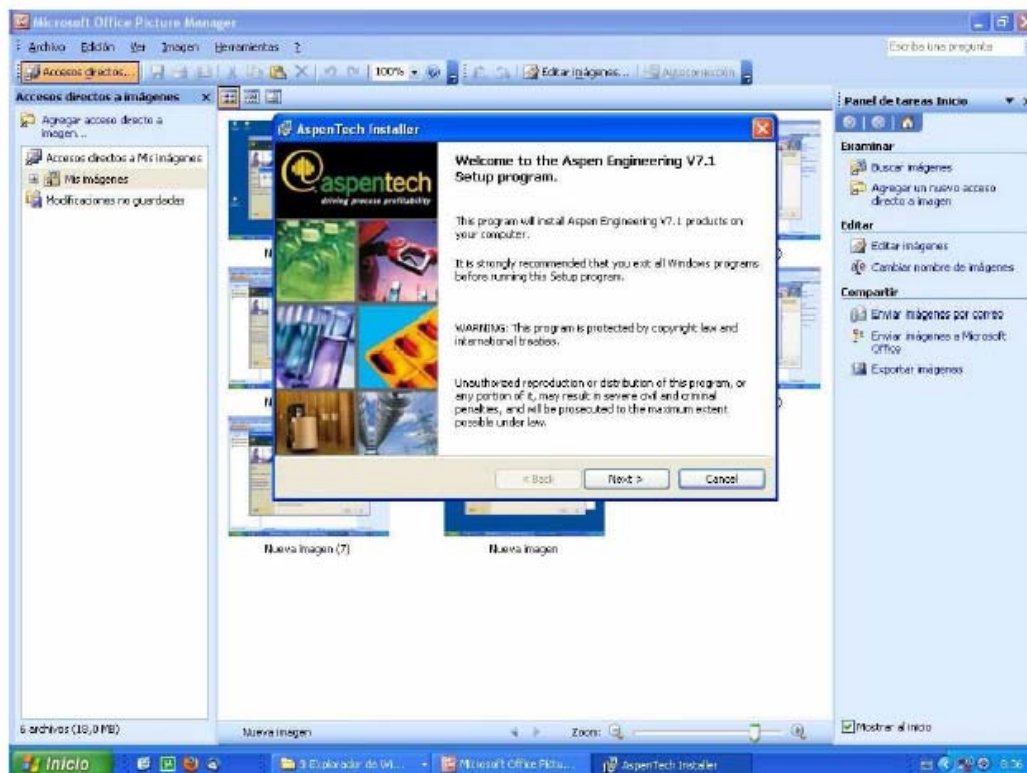 Microsoft Office Picture Manager
Archivo Edición Ver Imagen Herramientas ?
Escriba una pregunta
Accesos directos...
100%
Editar imágenes...
Autocorrección
Accesos directos a imágenes
Agregar acceso directo a
imagen...
Accesos directos a Mis imágenes
Mis imágenes
Modificaciones no guardadas
AspenTech Installer
aspentech
driving process profitability
Welcome to the Aspen Engineering V7.1
Setup program.
This program will install Aspen Engineering V7.1 products on
your computer.
It is strongly recommended that you exit all Windows programs
before running this Setup program.
WARNING: This program is protected by copyright law and
international treaties.
Unauthorized reproduction or distribution of this program, or
any portion of it, may result in severe civil and criminal
penalties, and will be prosecuted to the maximum extent
possible under law.
< Back
Next >
Cancel
N
N
Nueva imagen (7)
Nueva imagen
Panel de tareas Inicio
Examinar
Buscar imágenes
Agregar un nuevo acceso
directo a imagen
Editar
Editar imágenes
Cambiar nombre de imágenes
Compartir
Enviar imágenes por correo
Enviar imágenes a Microsoft
Office
Exportar imágenes
Mostrar al inicio
6 archivos (18,0 MB)
Nueva imagen
Zoom:
Inicio
3 Explorador de Wi...
Microsoft Office Pictu...
AspenTech Installer
8:36